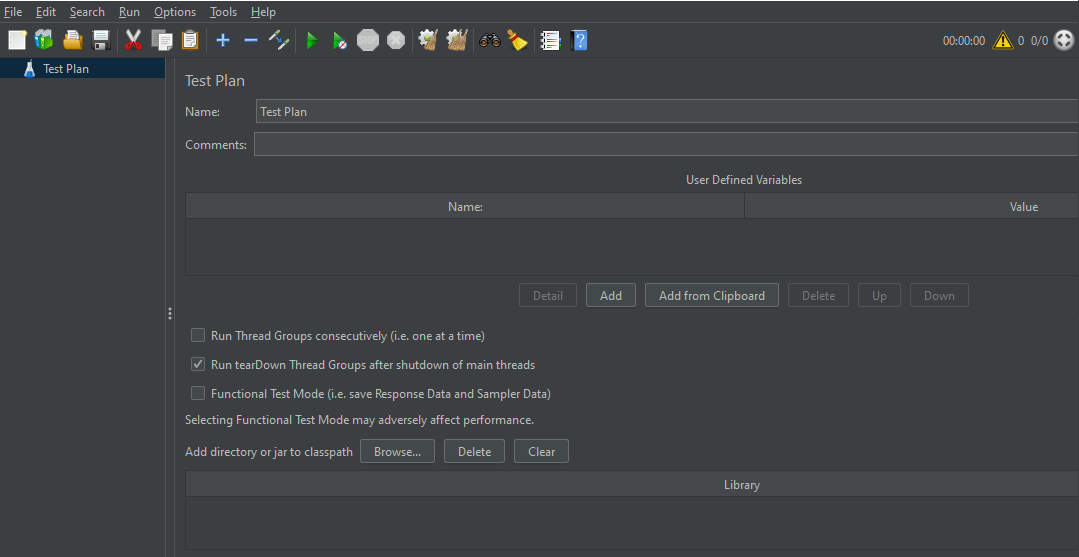 File Edit Search Run Options Tools Help
00:00:00 0 0/0
Test Plan
Test Plan
Name: Test Plan
Comments:
User Defined Variables
Name: Value
Detail Add Add from Clipboard Delete Up Down
Run Thread Groups consecutively (i.e. one at a time)
Run tearDown Thread Groups after shutdown of main threads
Functional Test Mode (i.e. save Response Data and Sampler Data)
Selecting Functional Test Mode may adversely affect performance.
Add directory or jar to classpath Browse... Delete Clear
Library